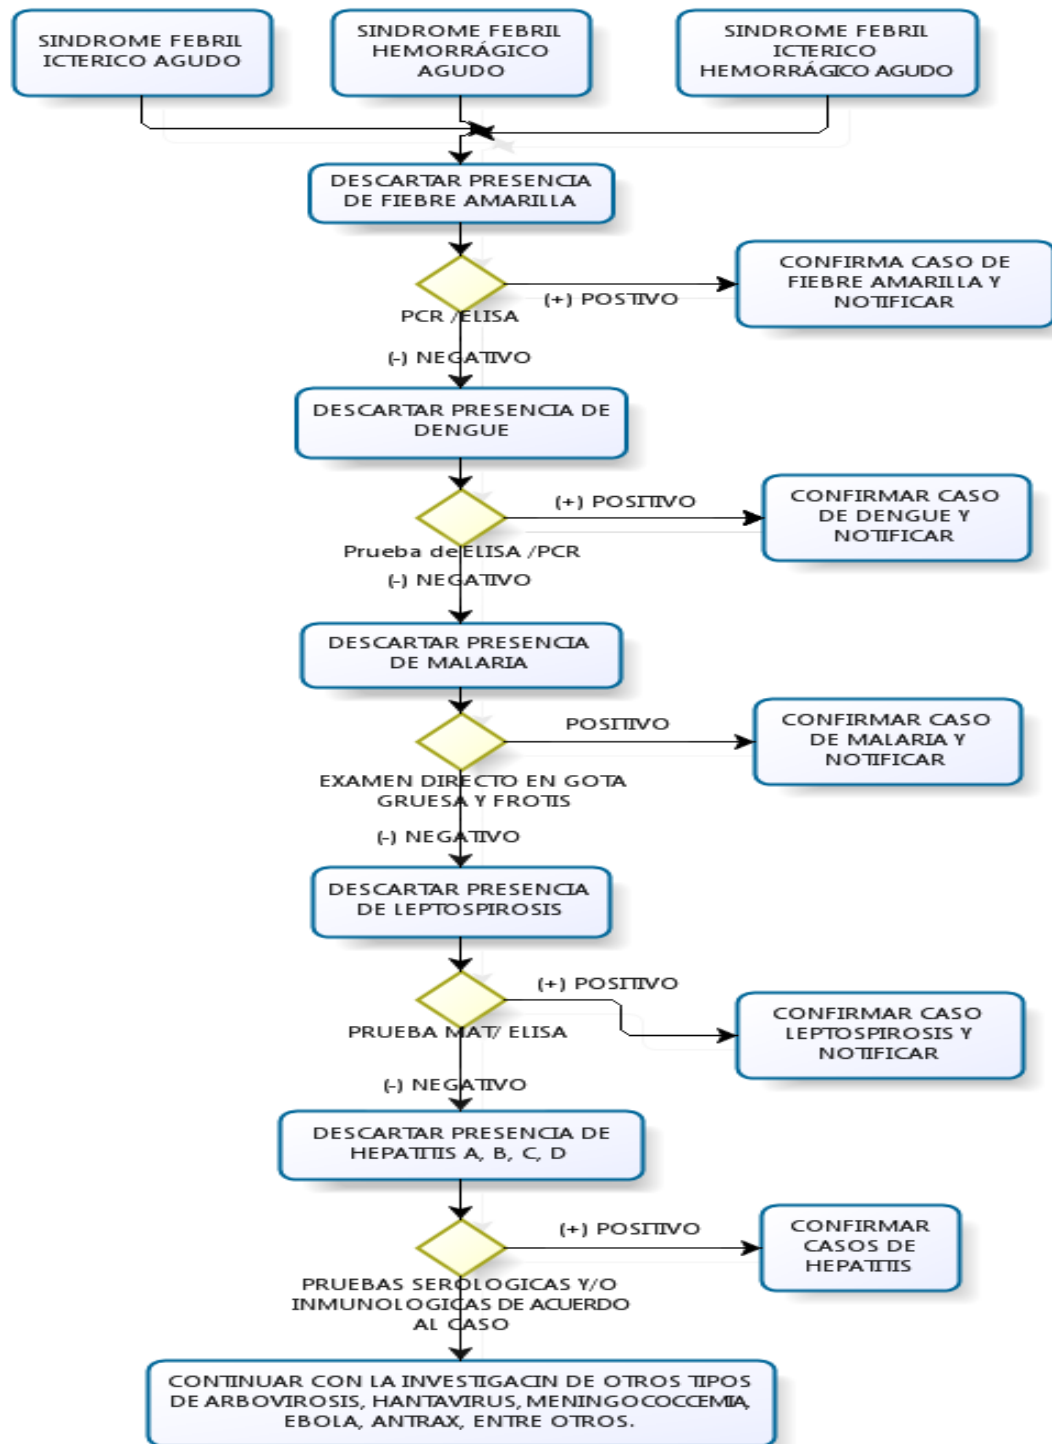 SINDROME FEBRIL
ICTERICO AGUDO
SINDROME FEBRIL
HEMORRÁGICO
AGUDO
SINDROME FEBRIL
ICTERICO
HEMORRÁGICO AGUDO
DESCARTAR PRESENCIA
DE FIEBRE AMARILLA
PCR /ELISA
(+) POSTIVO
CONFIRMA CASO DE
FIEBRE AMARILLA Y
NOTIFICAR
(-) NEGATIVO
DESCARTAR PRESENCIA DE
DENGUE
(+) POSITIVO
CONFIRMAR CASO
DE DENGUE Y
NOTIFICAR
Prueba de ELISA /PCR
(-) NEGATIVO
DESCARTAR PRESENCIA
DE MALARIA
POSITIVO
CONFIRMAR CASO
DE MALARIA Y
NOTIFICAR
EXAMEN DIRECTO EN GOTA
GRUESA Y FROTIS
(-) NEGATIVO
DESCARTAR PRESENCIA
DE LEPTOSPIROSIS
(+) POSITIVO
CONFIRMAR CASO
LEPTOSPIROSIS Y
NOTIFICAR
PRUEBA MAT/ ELISA
(-) NEGATIVO
DESCARTAR PRESENCIA DE
HEPATITIS A, B, C, D
(+) POSITIVO
CONFIRMAR
CASOS DE
HEPATITIS
PRUEBAS SEROLOGICAS Y/O
INMUNOLOGICAS DE ACUERDO
AL CASO
CONTINUAR CON LA INVESTIGACIN DE OTROS TIPOS
DE ARBOVIROSIS, HANTAVIRUS, MENINGOCOCCEMIA,
EBOLA, ANTRAX, ENTRE OTROS.